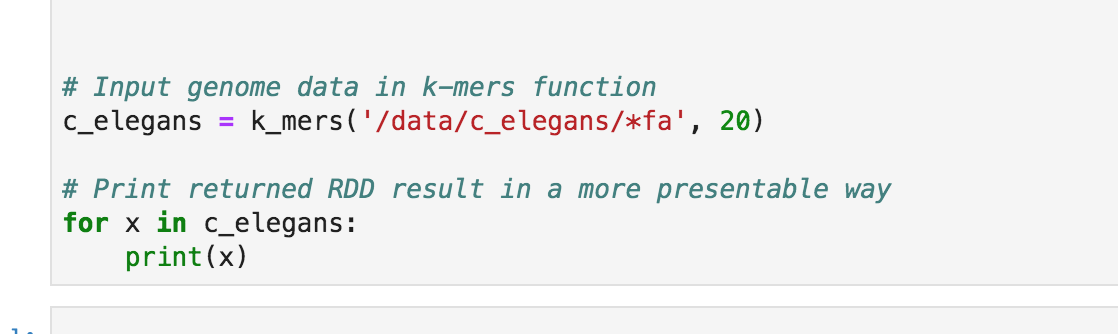 # Input genome data in k-mers function
c_elegans = k_mers('/data/c_elegans/*fa', 20)
# Print returned RDD result in a more presentable way
for x in c_elegans:
    print(x)